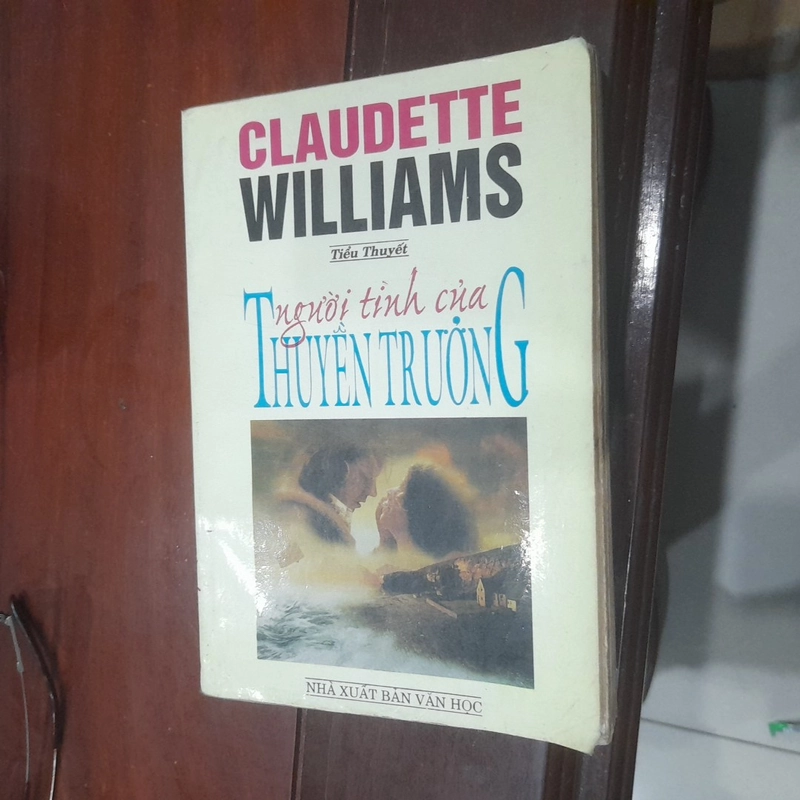 CLAUDETTE
WILLIAMS
Tiểu Thuyết
người tình của
THUYỀN TRƯỞNG
NHÀ XUẤT BẢN VĂN HỌC